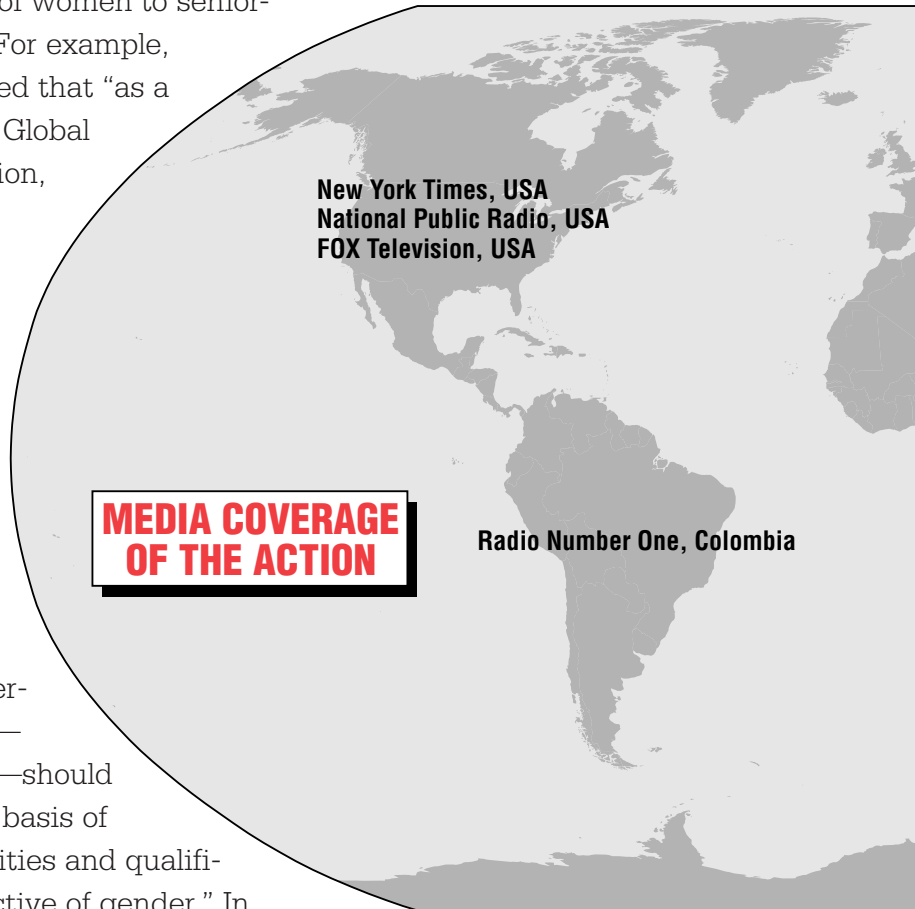 of women to senior-
For example,
ed that “as a
Global
ion,
New York Times, USA
National Public Radio, USA
FOX Television, USA
MEDIA COVERAGE
OF THE ACTION
Radio Number One, Colombia
er-
—
—should
basis of
ities and qualifi-
ctive of gender.” In